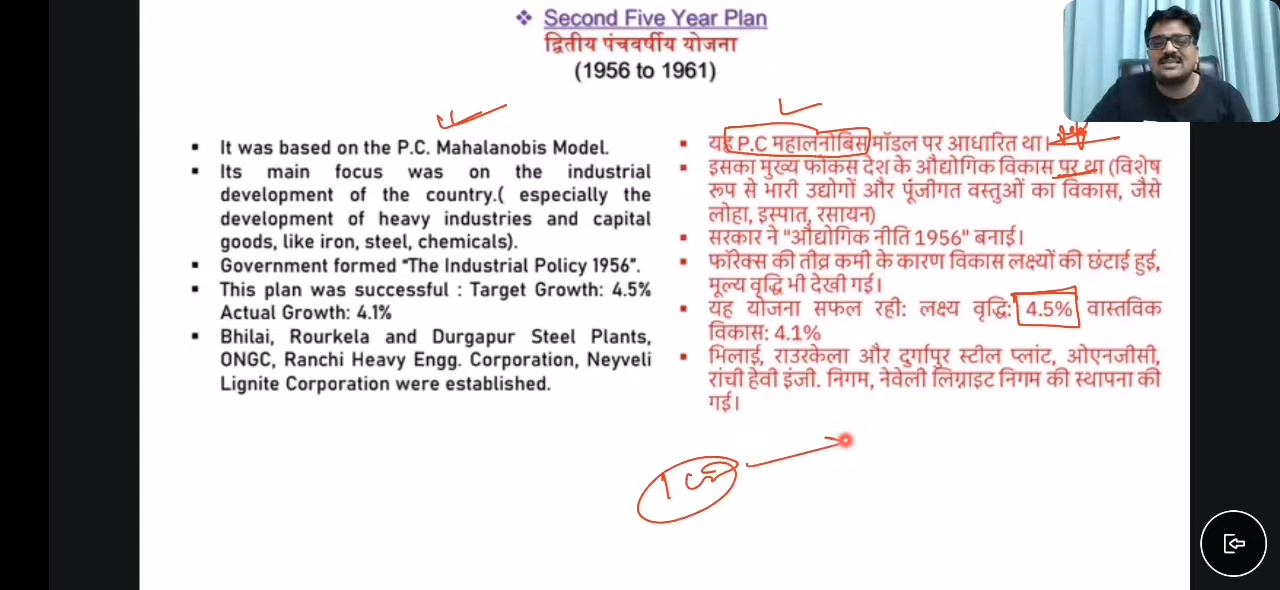 ❖ Second Five Year Plan
द्वितीय पंचवर्षीय योजना
(1956 to 1961)
▪ It was based on the P.C. Mahalanobis Model.
▪ Its main focus was on the industrial
development of the country.( especially the
development of heavy industries and capital
goods, like iron, steel, chemicals).
▪ Government formed "The Industrial Policy 1956".
▪ This plan was successful : Target Growth: 4.5%
Actual Growth: 4.1%
▪ Bhilai, Rourkela and Durgapur Steel Plants,
ONGC, Ranchi Heavy Engg. Corporation, Neyveli
Lignite Corporation were established.
▪ यह P.C महालनोबिस मॉडल पर आधारित था।
▪ इसका मुख्य फोकस देश के औद्योगिक विकास पर था (विशेष
रूप से भारी उद्योगों और पूंजीगत वस्तुओं का विकास, जैसे
लोहा, इस्पात, रसायन)
▪ सरकार ने "औद्योगिक नीति 1956" बनाई।
▪ फॉरेक्स की तीव्र कमी के कारण विकास लक्ष्यों की छंटाई हुई,
मूल्य वृद्धि भी देखी गई।
▪ यह योजना सफल रही: लक्ष्य वृद्धि: 4.5% वास्तविक
विकास: 4.1%
▪ भिलाई, राउरकेला और दुर्गापुर स्टील प्लांट, ओएनजीसी,
रांची हेवी इंजी. निगम, नेवेली लिग्नाइट निगम की स्थापना की
गई।